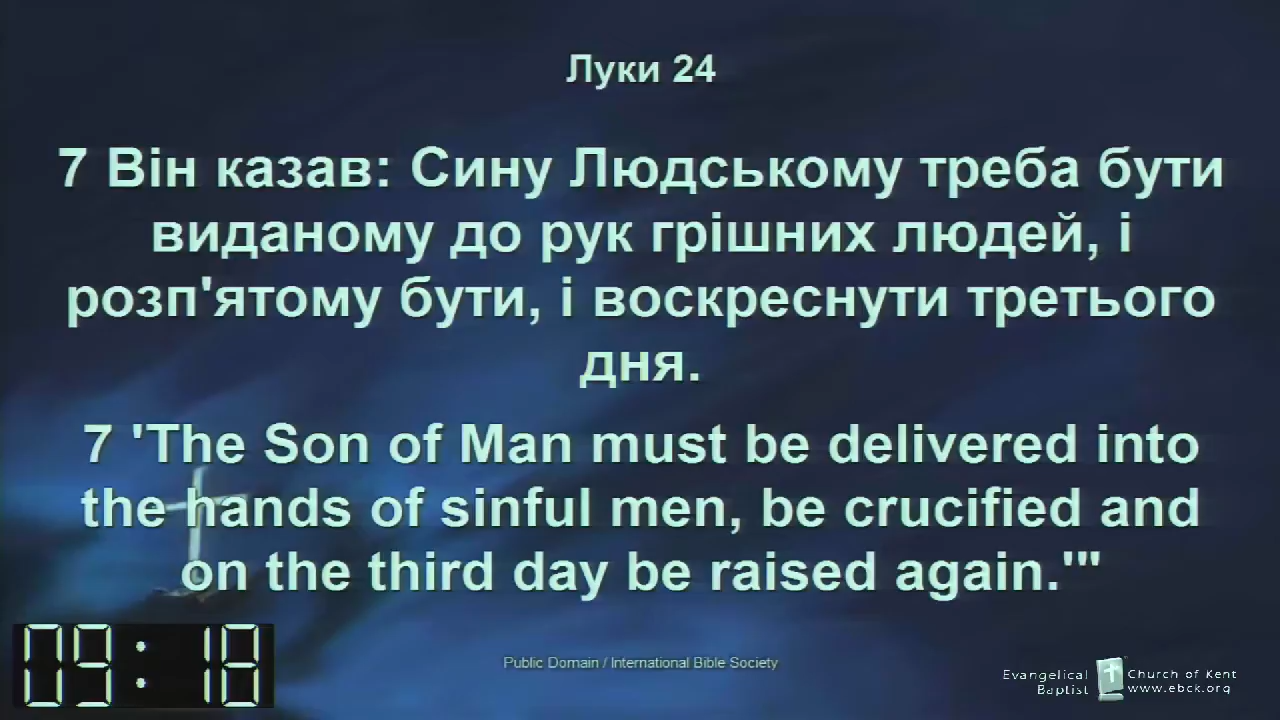 Луки 24
7 Він казав: Сину Людському треба бути
виданому до рук грішних людей, і
розп'ятому бути, і воскреснути третього
дня.
7 'The Son of Man must be delivered into
the hands of sinful men, be crucified and
on the third day be raised again.'"
09:18
Public Domain / International Bible Society
Evangelical Church of Kent
Baptist www.ebck.org